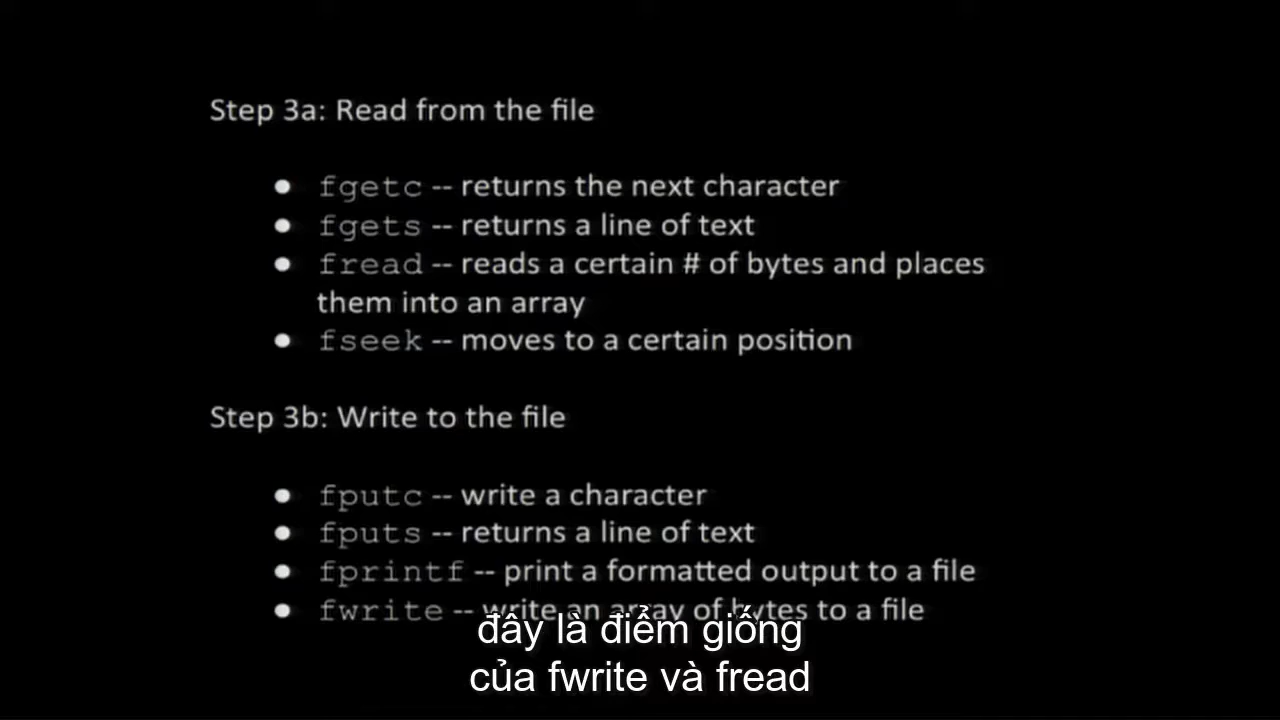 Step 3a: Read from the file
● fgetc -- returns the next character
● fgets -- returns a line of text
● fread -- reads a certain # of bytes and places
them into an array
● fseek -- moves to a certain position
Step 3b: Write to the file
● fputc -- write a character
● fputs -- returns a line of text
● fprintf -- print a formatted output to a file
● fwrite -- write an array of bytes to a file
đây là điểm giống
của fwrite và fread